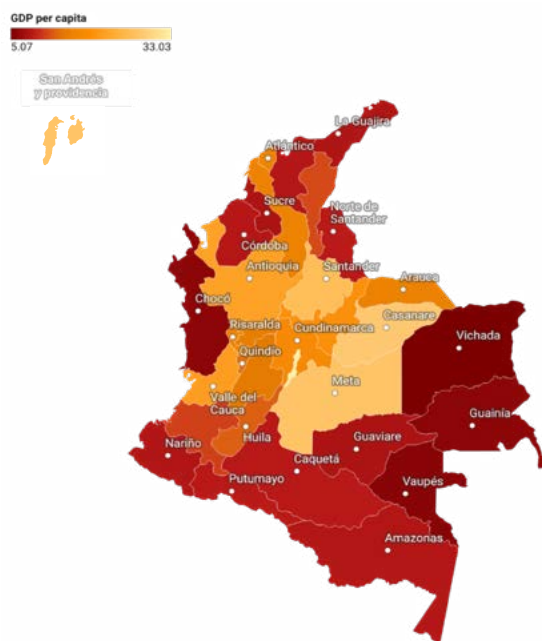 GDP per capita
5.07 33.03
San Andrés
y providencia
La Guajira
Atlántico
Sucre
Norte de
Santander
Córdoba
Antioquia
Santander
Arauca
Chocó
Casanare
Risaralda
Cundinamarca
Vichada
Quindío
Meta
Valle del
Cauca
Guainía
Huila
Nariño
Guaviare
Caquetá
Putumayo
Vaupés
Amazonas